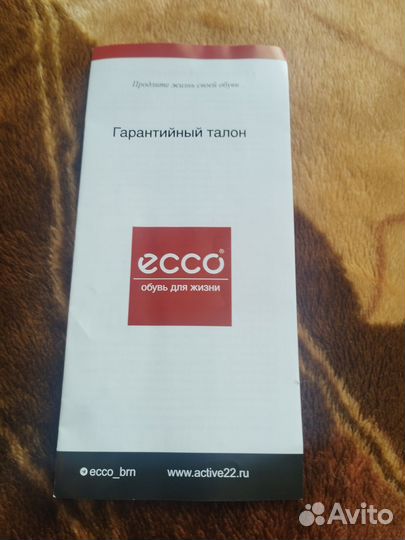 Продлите жизнь своей обуви
Гарантийный талон
ecco®
обувь для жизни
ecco_brn www.active22.ru
Avito